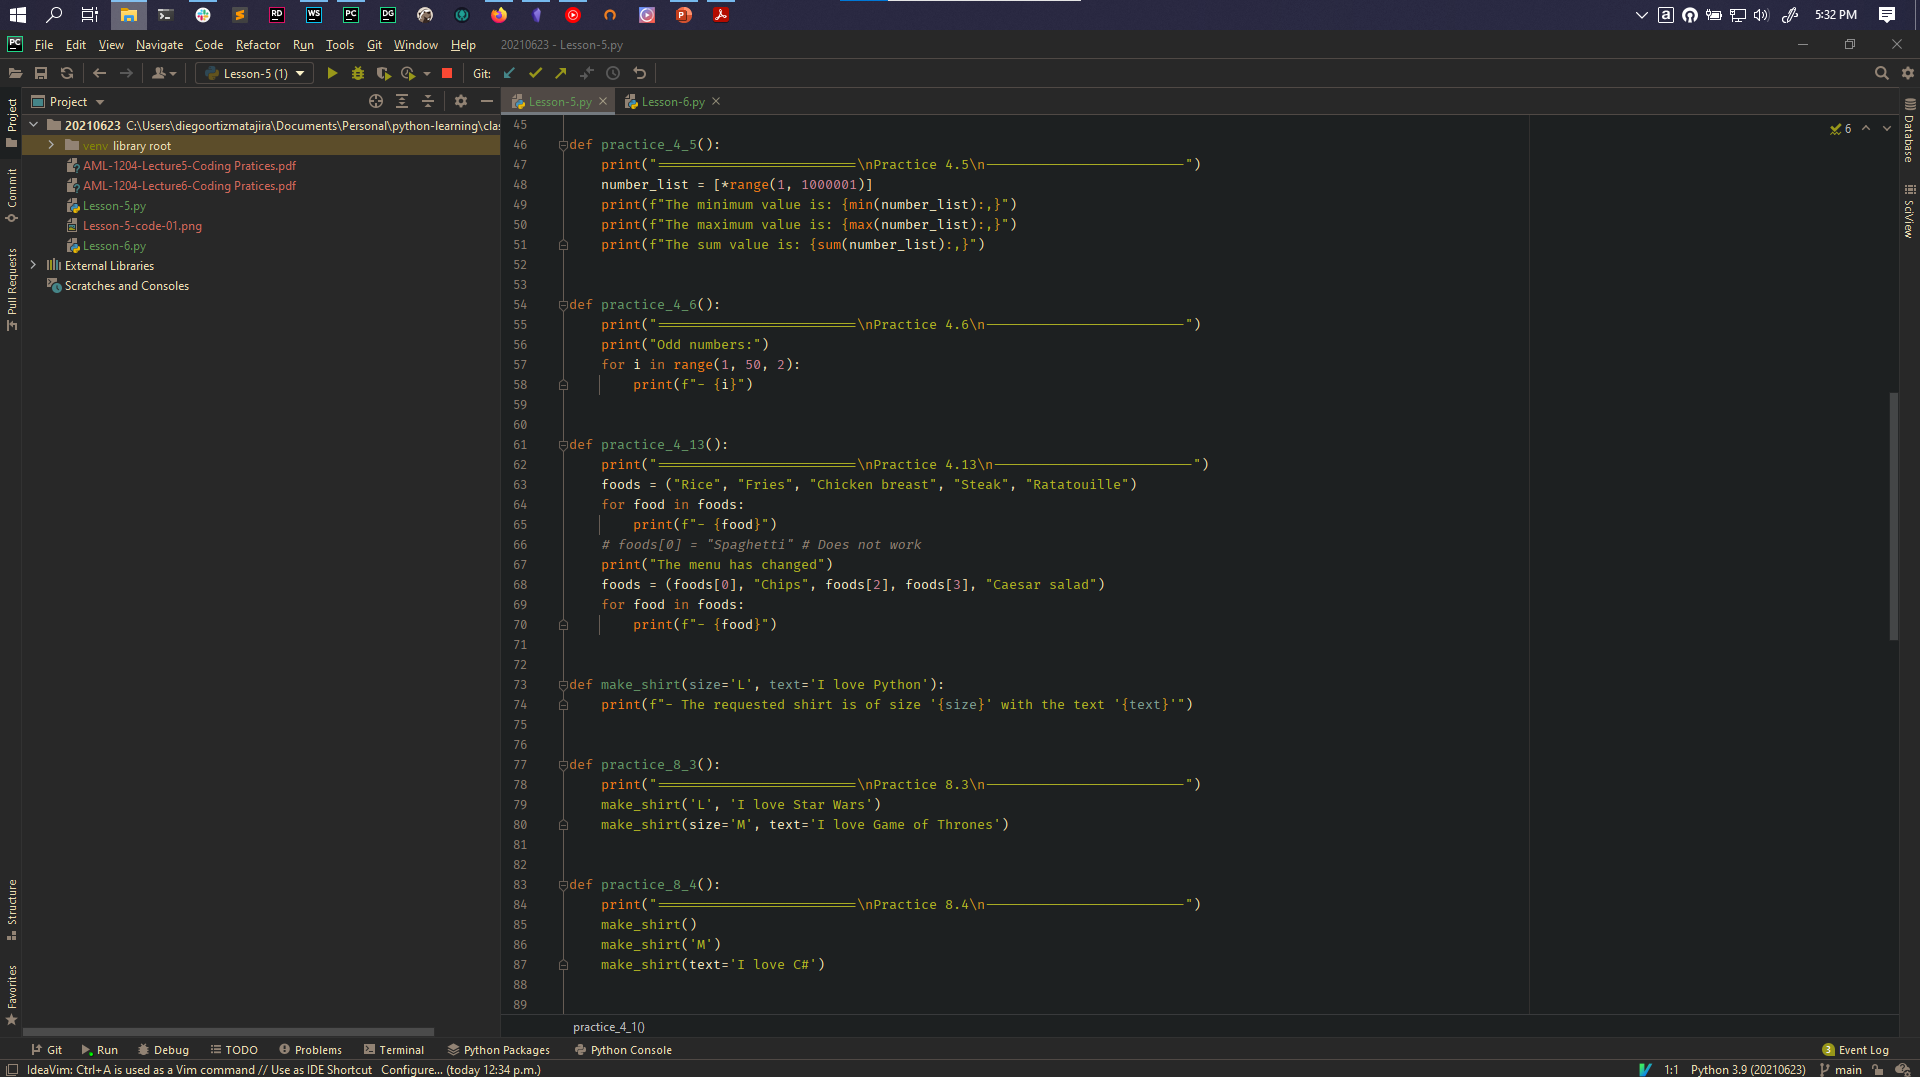 RD WS PC DG
5:32 PM
PC File Edit View Navigate Code Refactor Run Tools Git Window Help 20210623 - Lesson-5.py
Lesson-5 (1) Git:
Project
Lesson-5.py Lesson-6.py
20210623 C:\Users\diegoortizmatajira\Documents\Personal\python-learning\clas
venv library root
AML-1204-Lecture5-Coding Pratices.pdf
AML-1204-Lecture6-Coding Pratices.pdf
Lesson-5.py
Lesson-5-code-01.png
Lesson-6.py
External Libraries
Scratches and Consoles
Project
Commit
Pull Requests
Structure
Favorites
6
Database
SciView
45
46 def practice_4_5():
47 print("=========================\nPractice 4.5\n-------------------------")
48 number_list = [*range(1, 1000001)]
49 print(f"The minimum value is: {min(number_list):,}")
50 print(f"The maximum value is: {max(number_list):,}")
51 print(f"The sum value is: {sum(number_list):,}")
52
53
54 def practice_4_6():
55 print("=========================\nPractice 4.6\n-------------------------")
56 print("Odd numbers:")
57 for i in range(1, 50, 2):
58 print(f"- {i}")
59
60
61 def practice_4_13():
62 print("=========================\nPractice 4.13\n-------------------------")
63 foods = ("Rice", "Fries", "Chicken breast", "Steak", "Ratatouille")
64 for food in foods:
65 print(f"- {food}")
66 # foods[0] = "Spaghetti" # Does not work
67 print("The menu has changed")
68 foods = (foods[0], "Chips", foods[2], foods[3], "Caesar salad")
69 for food in foods:
70 print(f"- {food}")
71
72
73 def make_shirt(size='L', text='I love Python'):
74 print(f"- The requested shirt is of size '{size}' with the text '{text}'")
75
76
77 def practice_8_3():
78 print("=========================\nPractice 8.3\n-------------------------")
79 make_shirt('L', 'I love Star Wars')
80 make_shirt(size='M', text='I love Game of Thrones')
81
82
83 def practice_8_4():
84 print("=========================\nPractice 8.4\n-------------------------")
85 make_shirt()
86 make_shirt('M')
87 make_shirt(text='I love C#')
88
89
practice_4_1()
Git Run Debug TODO Problems Terminal Python Packages Python Console 3 Event Log
IdeaVim: Ctrl+A is used as a Vim command // Use as IDE Shortcut Configure... (today 12:34 p.m.) 1:1 Python 3.9 (20210623) main